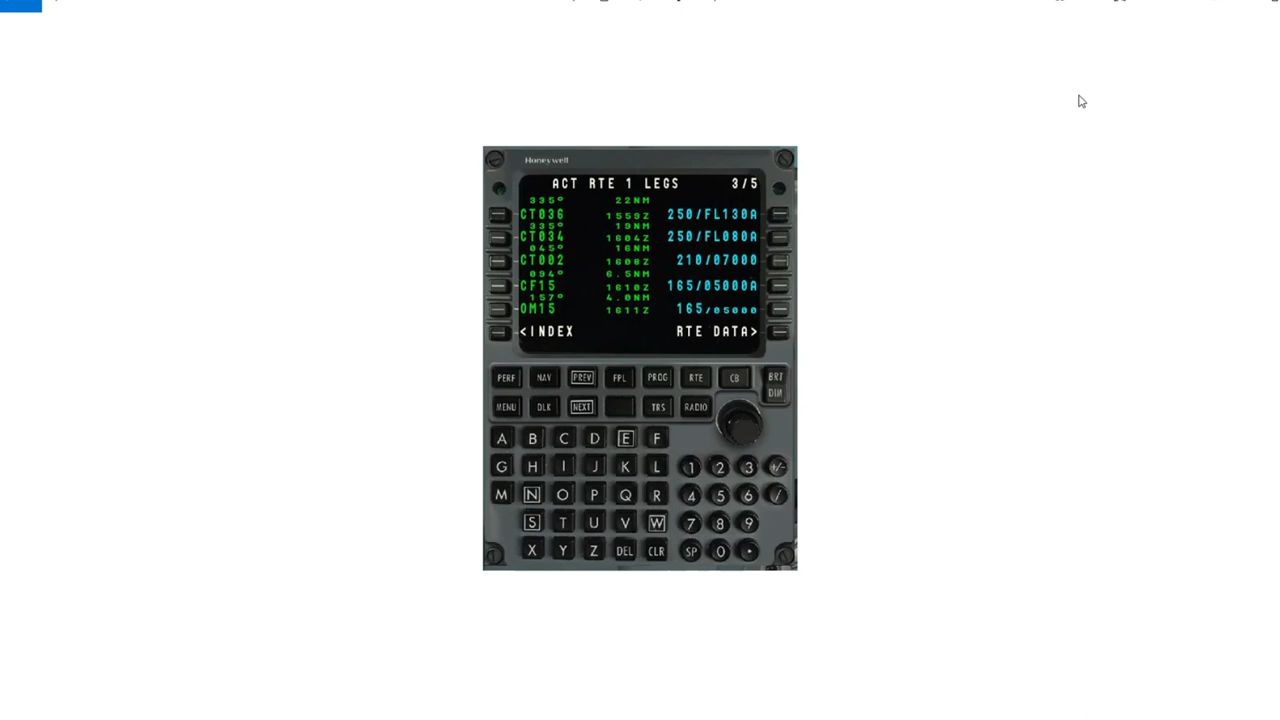 Honeywell
ACT RTE 1 LEGS 3/5
335° 22NM
CT036 1559Z 250/FL130A
335° 19NM
CT034 1604Z 250/FL080A
045° 16NM
CT002 1608Z 210/07000
094° 6.5NM
CF15 1610Z 165/05000A
157° 4.0NM
OM15 1611Z 165/05000
<INDEX RTE DATA>
PERF NAV PREV FPL PROG RTE CB BRT
DIM
MENU DLK NEXT TRS RADIO
A B C D E F
G H I J K L 1 2 3 +/-
M N O P Q R 4 5 6 /
S T U V W 7 8 9
X Y Z DEL CLR SP 0 •